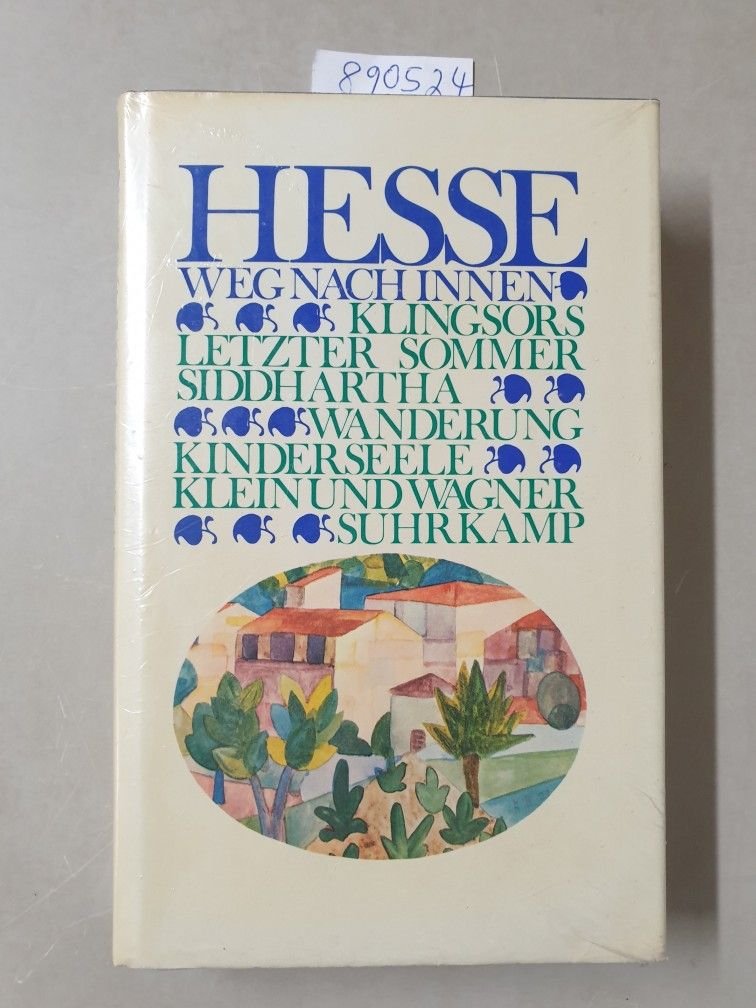 890524
HESSE
WEG NACH INNEN
KLINGSORS
LETZTER SOMMER
SIDDHARTHA
WANDERUNG
KINDERSEELE
KLEIN UND WAGNER
SUHRKAMP